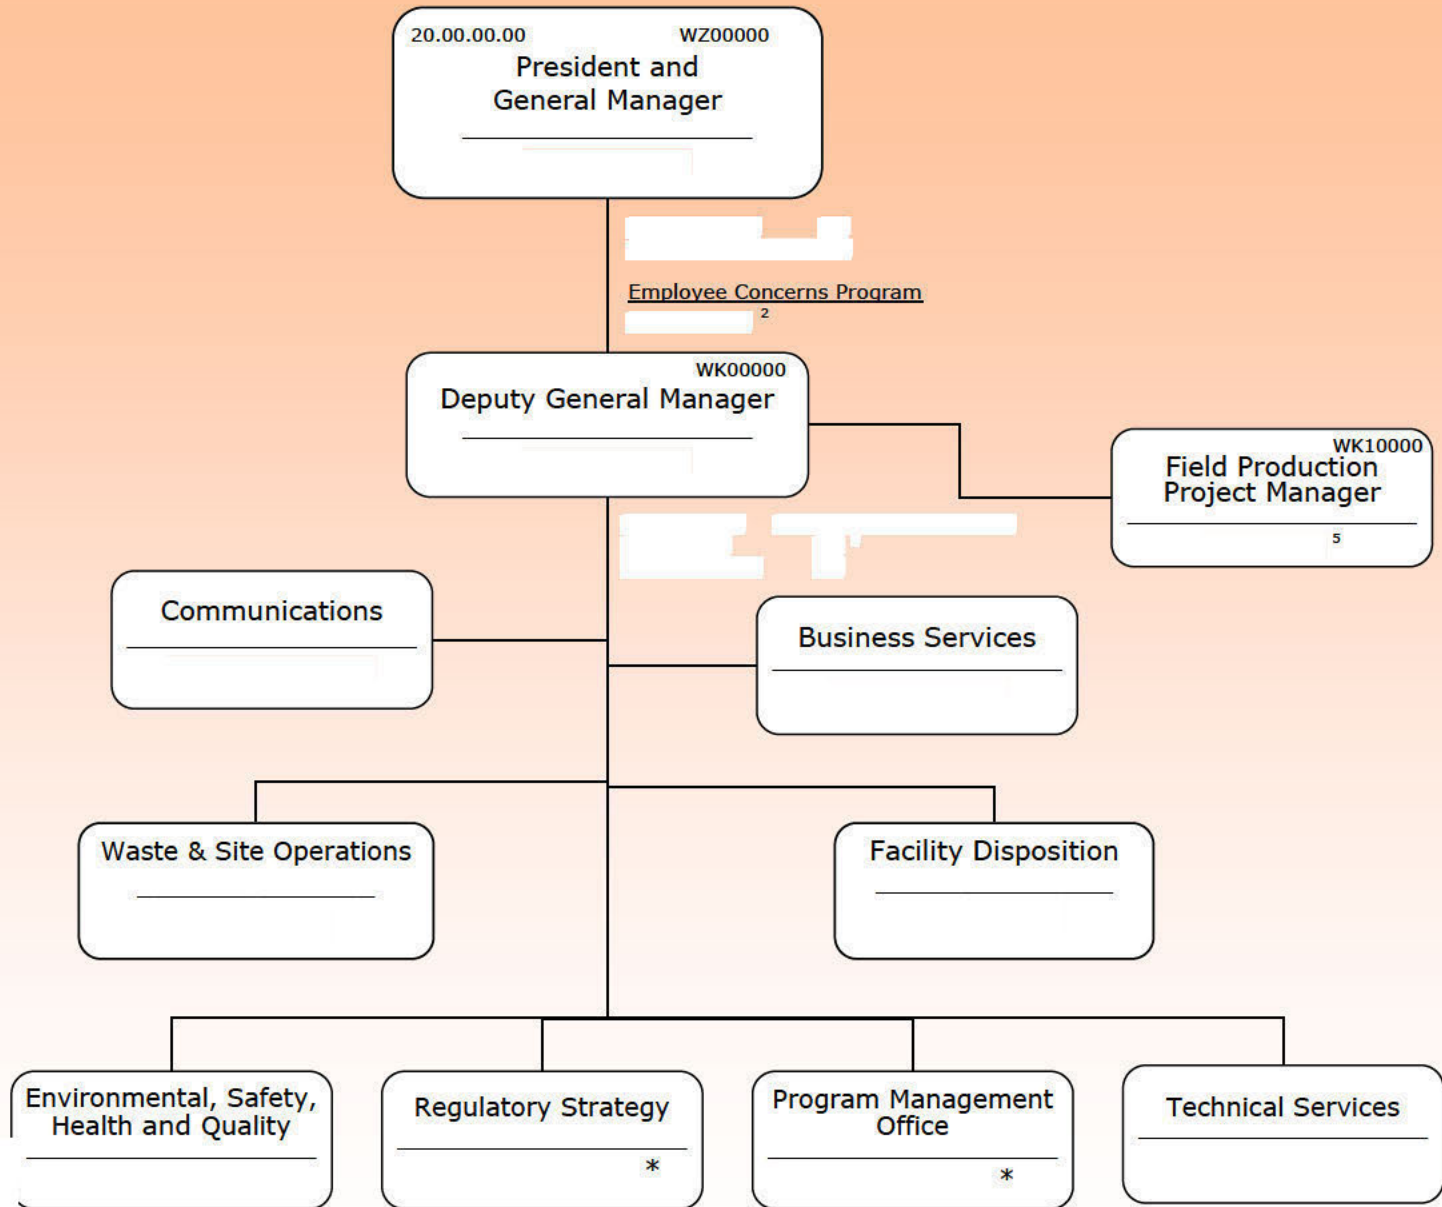 20.00.00.00 WZ00000
President and
General Manager
Employee Concerns Program
2
WK00000
Deputy General Manager
WK10000
Field Production
Project Manager
5
Communications
Business Services
Waste & Site Operations
Facility Disposition
Environmental, Safety,
Health and Quality
Regulatory Strategy
*
Program Management
Office
*
Technical Services